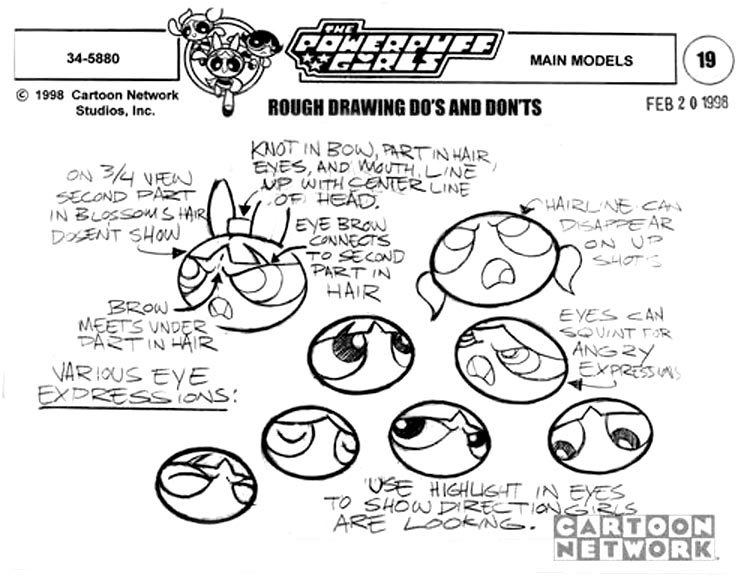 34-5880
THE
POWERPUFF
GIRLS
MAIN MODELS
19
© 1998 Cartoon Network
Studios, Inc.
ROUGH DRAWING DO'S AND DON'TS
FEB 20 1998
KNOT IN BOW, PART IN HAIR,
EYES, AND MOUTH, LINE
UP WITH CENTER LINE
OF HEAD.
ON 3/4 VIEW
SECOND PART
IN BLOSSOMS HAIR
DOSENT SHOW
EYE BROW
CONNECTS
TO SECOND
PART IN
HAIR
HAIRLINE CAN
DISAPPEAR
ON UP
SHOTS
BROW
MEETS UNDER
PART IN HAIR
EYES CAN
SQUINT FOR
ANGRY
EXPRESSIONS
VARIOUS EYE
EXPRESSIONS:
USE HIGHLIGHT IN EYES
TO SHOW DIRECTION GIRLS
ARE LOOKING.
CARTOON
NETWORK